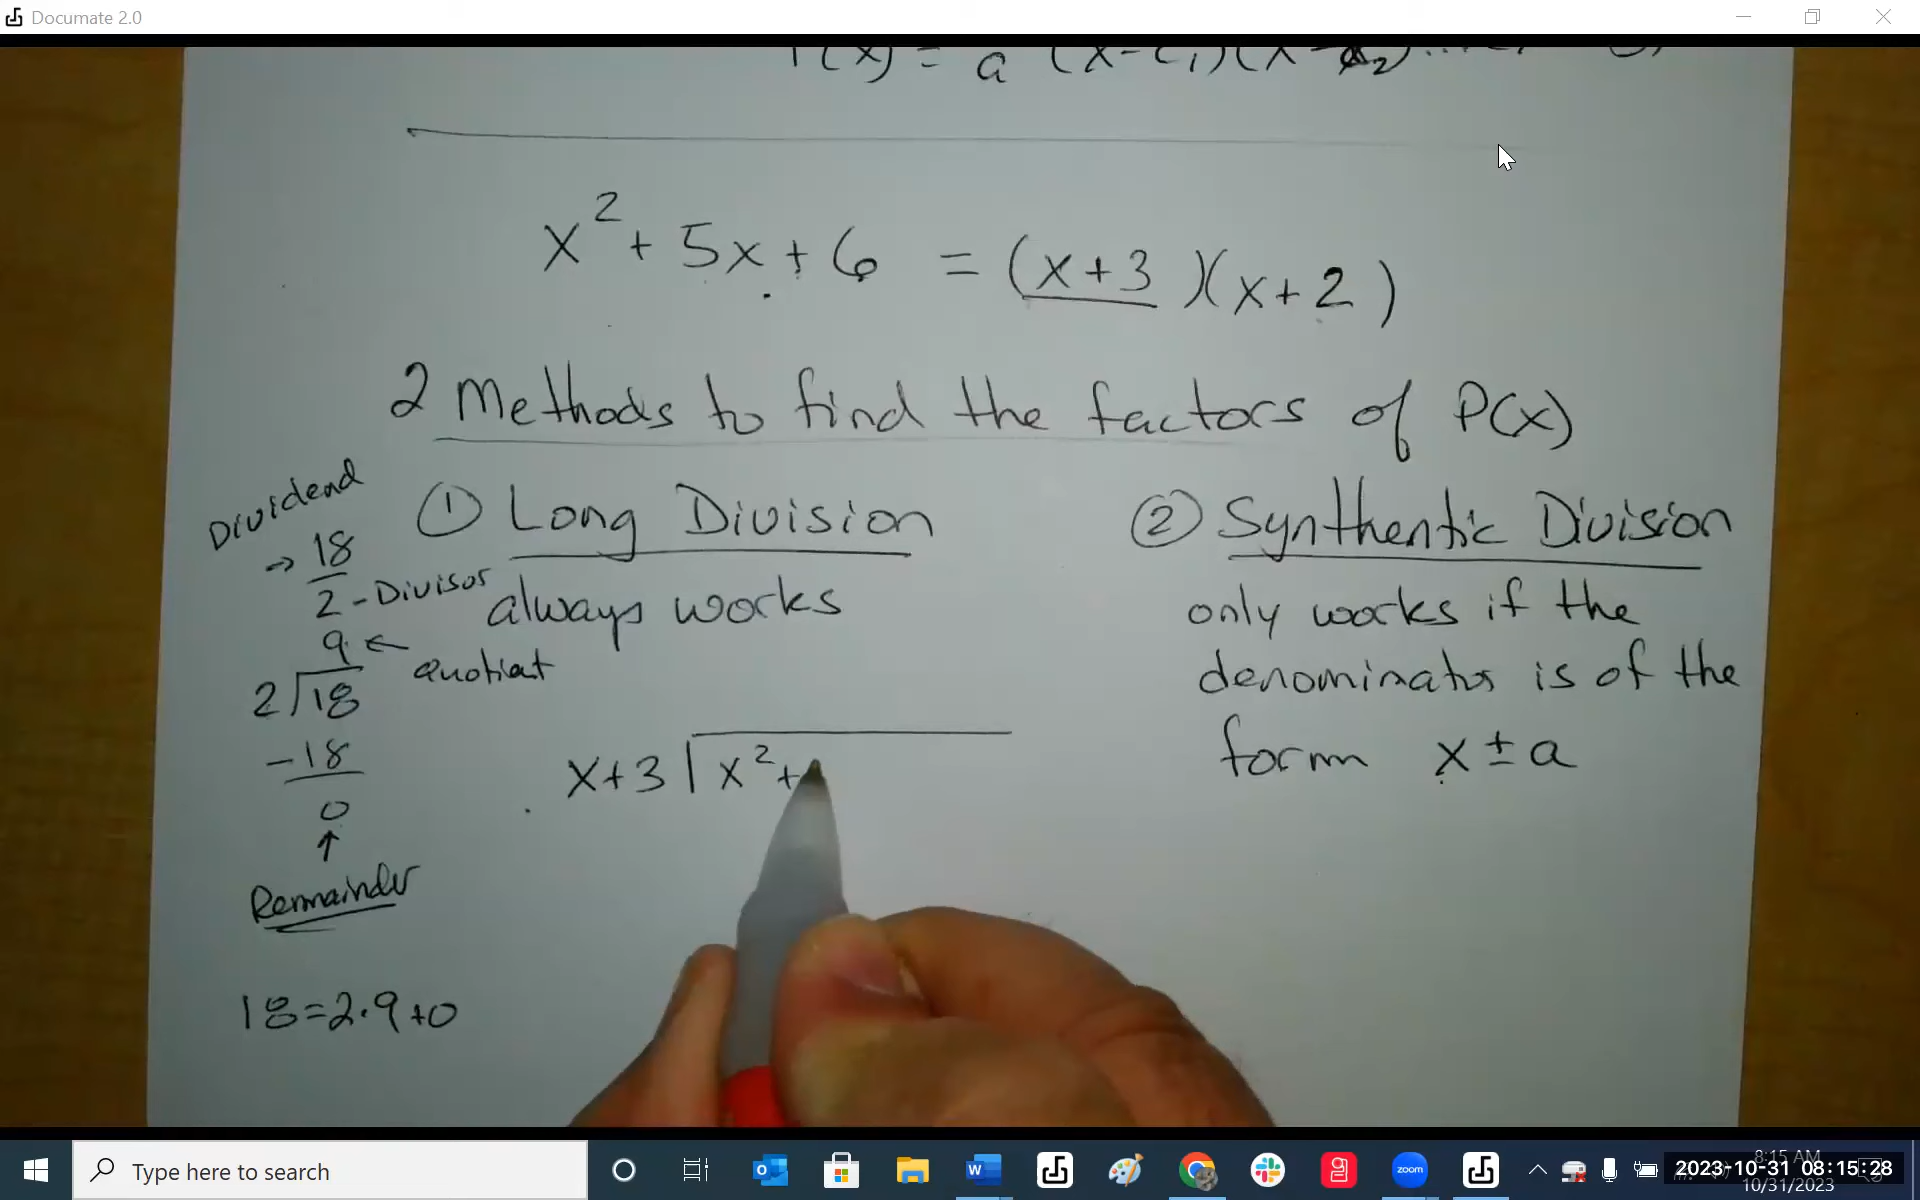 Documate 2.0
P(x) = a (x-c₁)(x-
x² + 5x + 6 = (x+3)(x+2)
2 Methods to find the factors of P(x)
① Long Division
always works
Dividend
→ 18
2 - Divisor
9 ←
Quotient
2 18
-18
0
↑
Remainder
18=2·9+0
x+3 x²+
② Synthentic Division
only works if the
denominator is of the
form x ± a
Type here to search
8:15 AM
2023-10-31 08:15:28
10/31/2023